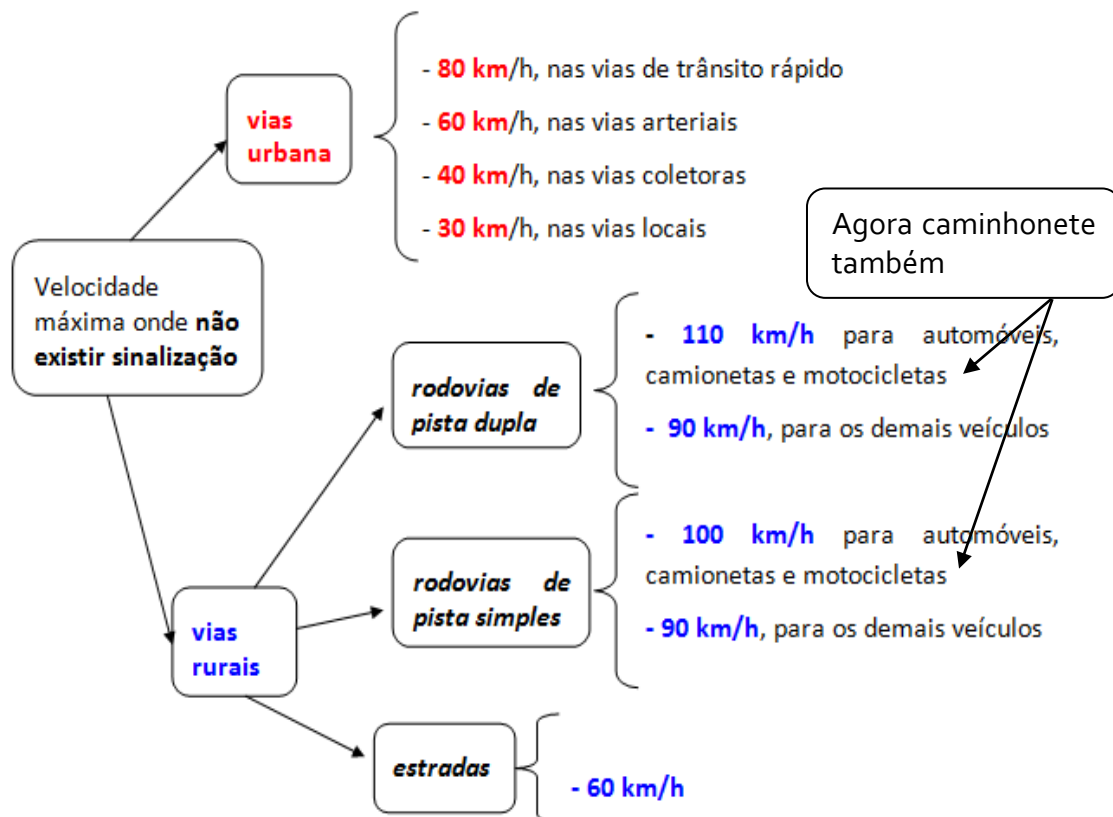 vias
urbana
- 80 km/h, nas vias de trânsito rápido
- 60 km/h, nas vias arteriais
- 40 km/h, nas vias coletoras
- 30 km/h, nas vias locais
Agora caminhonete
também
Velocidade
máxima onde não
existir sinalização
rodovias de
pista dupla
- 110 km/h para automóveis,
camionetas e motocicletas
- 90 km/h, para os demais veículos
rodovias de
pista simples
- 100 km/h para automóveis,
camionetas e motocicletas
- 90 km/h, para os demais veículos
vias
rurais
estradas
- 60 km/h